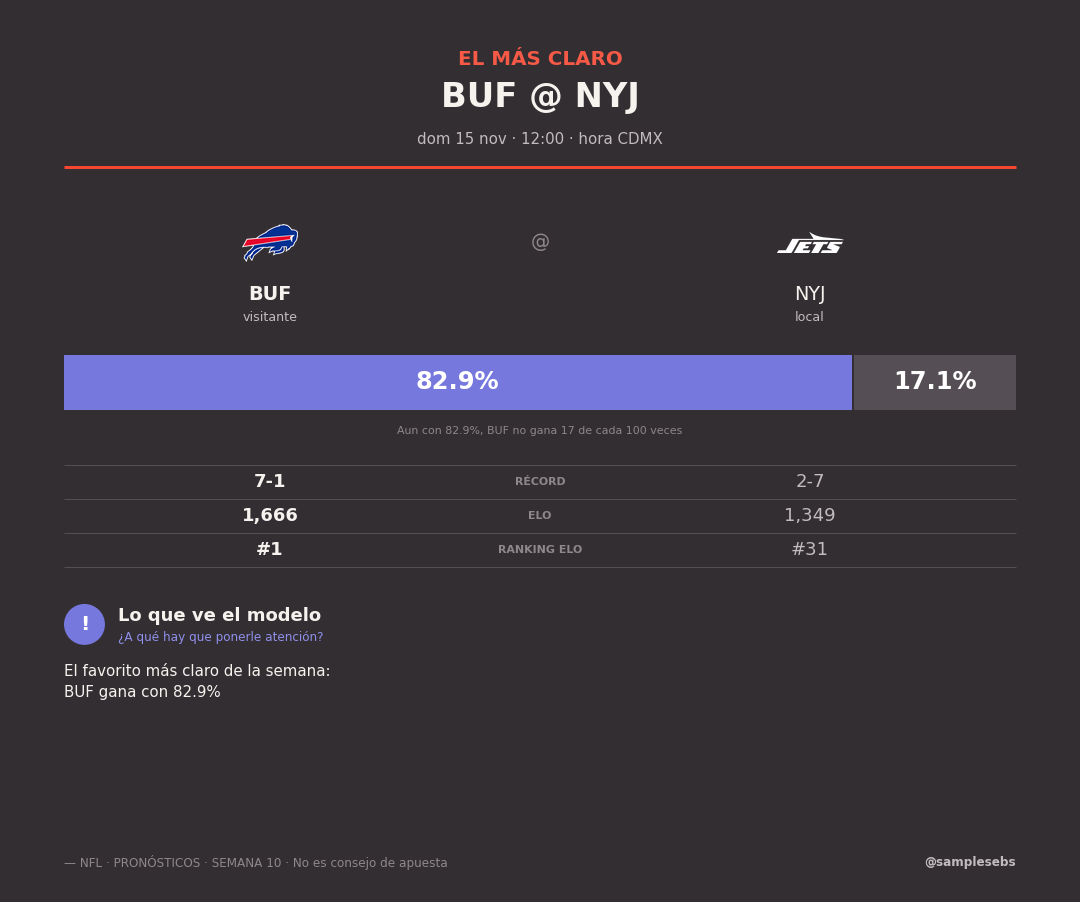 EL MÁS CLARO
BUF @ NYJ
dom 15 nov · 12:00 · hora CDMX
@
JETS
BUF
NYJ
visitante
local
82.9%
17.1%
Aun con 82.9%, BUF no gana 17 de cada 100 veces
7-1 RÉCORD 2-7
1,666 ELO 1,349
#1 RANKING ELO #31
!
Lo que ve el modelo
¿A qué hay que ponerle atención?
El favorito más claro de la semana:
BUF gana con 82.9%
— NFL · PRONÓSTICOS · SEMANA 10 · No es consejo de apuesta
@samplesebs